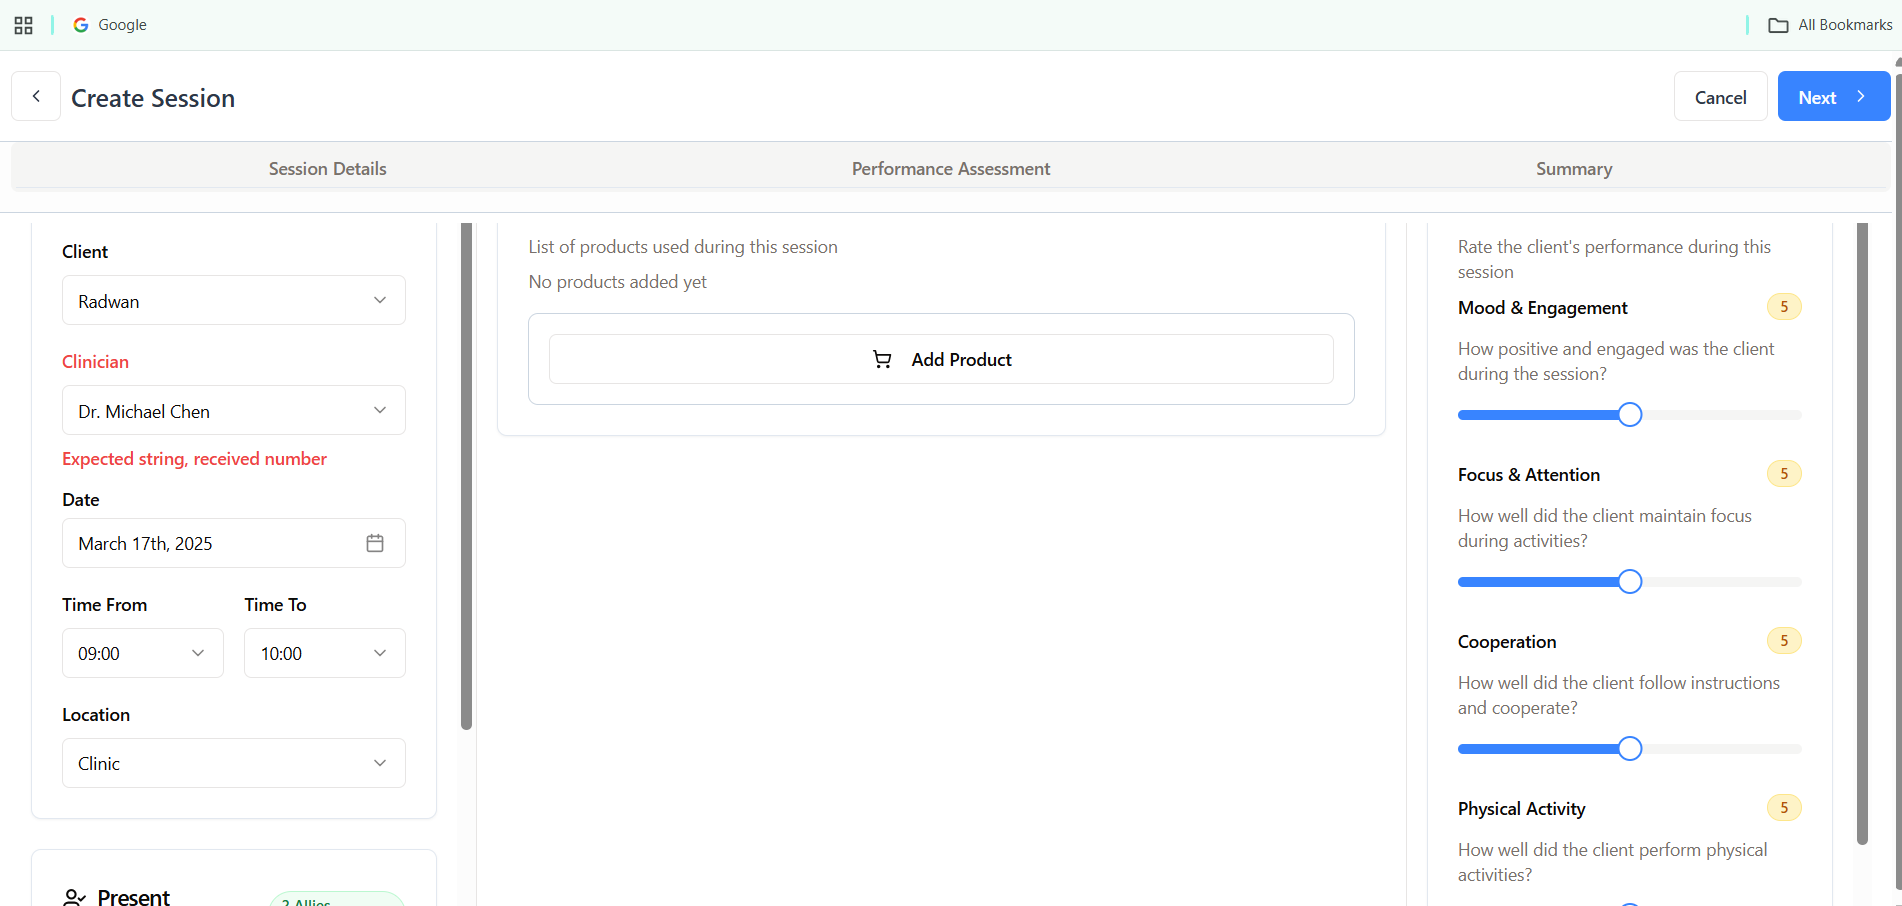 Google
All Bookmarks
Create Session
Cancel
Next
Session Details
Performance Assessment
Summary
Client
Radwan
Clinician
Dr. Michael Chen
Expected string, received number
Date
March 17th, 2025
Time From
Time To
09:00
10:00
Location
Clinic
Present
2 Allies
List of products used during this session
No products added yet
Add Product
Rate the client's performance during this
session
Mood & Engagement
5
How positive and engaged was the client
during the session?
Focus & Attention
5
How well did the client maintain focus
during activities?
Cooperation
5
How well did the client follow instructions
and cooperate?
Physical Activity
5
How well did the client perform physical
activities?